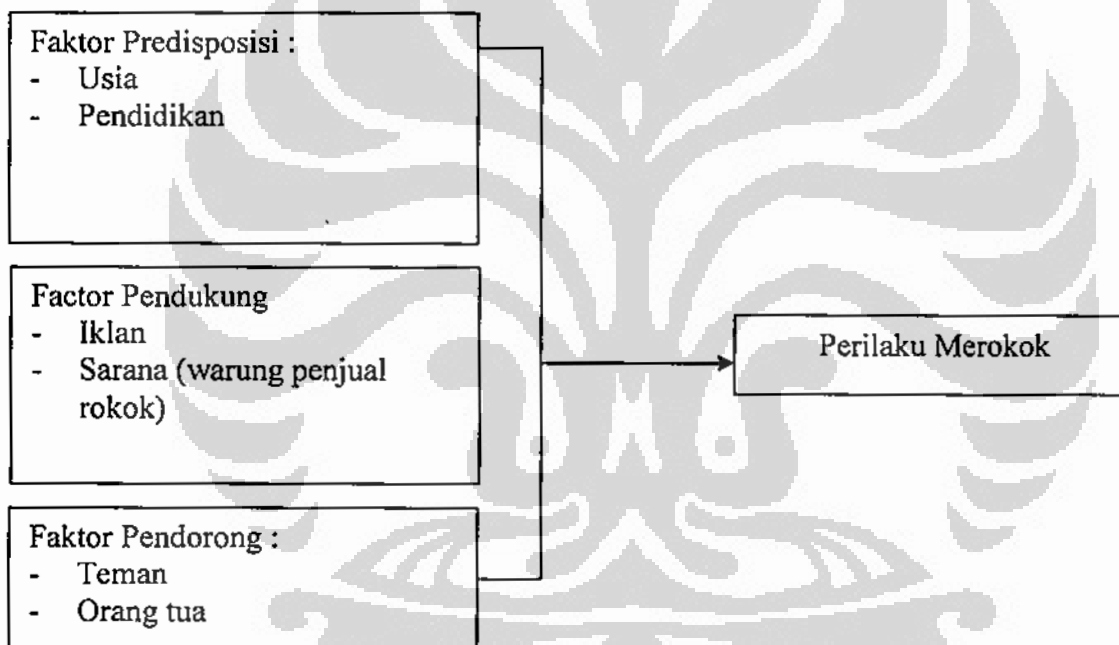 Faktor Predisposisi :
- Usia
- Pendidikan
Factor Pendukung
- Iklan
- Sarana (warung penjual
rokok)
Faktor Pendorong :
- Teman
- Orang tua
Perilaku Merokok